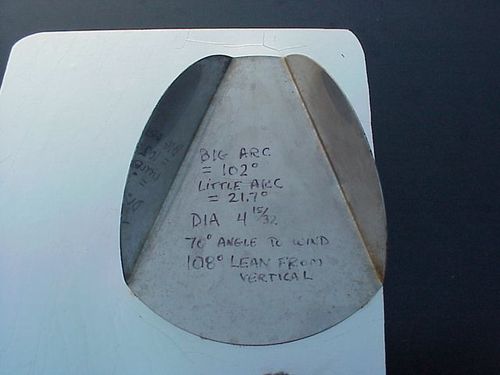 BIG ARC
= 102°
LITTLE ARC
= 21.7°
DIA 4 15/32
70° ANGLE TO WIND
108° LEAN FROM
VERTICAL